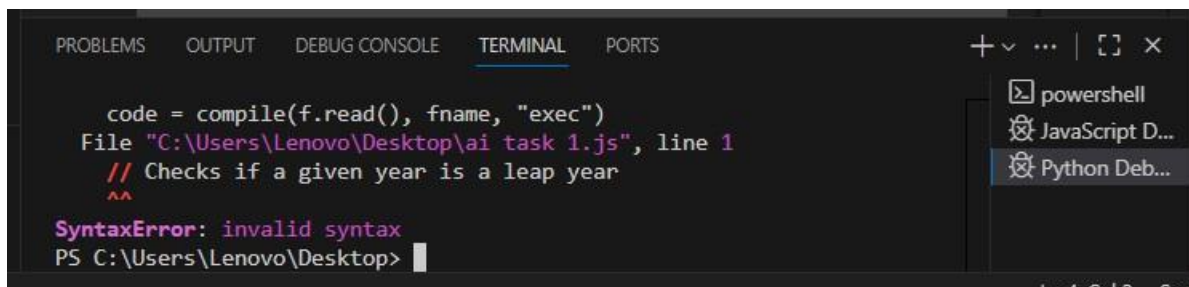 PROBLEMS OUTPUT DEBUG CONSOLE TERMINAL PORTS
code = compile(f.read(), fname, "exec")
File "C:\Users\Lenovo\Desktop\ai task 1.js", line 1
// Checks if a given year is a leap year
^^
SyntaxError: invalid syntax
PS C:\Users\Lenovo\Desktop>
powershell
JavaScript D...
Python Deb...